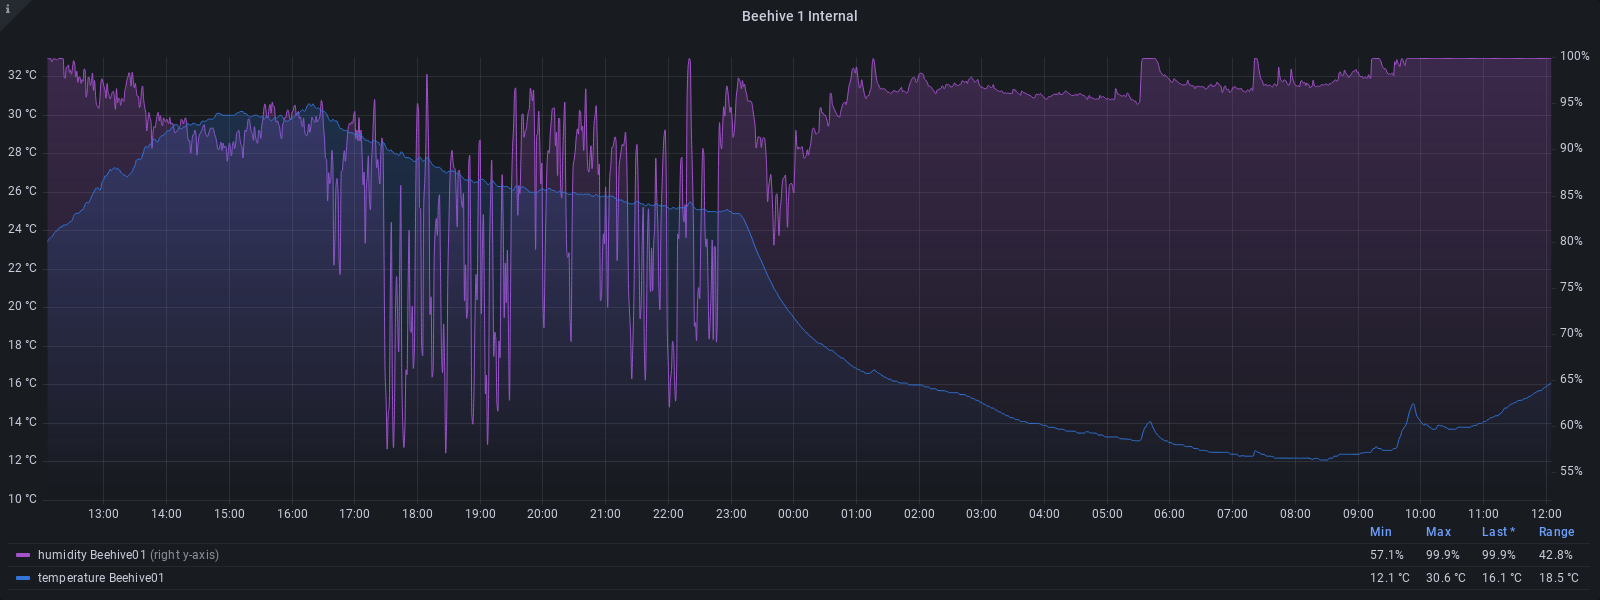 i
Beehive 1 Internal
32 °C
30 °C
28 °C
26 °C
24 °C
22 °C
20 °C
18 °C
16 °C
14 °C
12 °C
10 °C
100%
95%
90%
85%
80%
75%
70%
65%
60%
55%
13:00 14:00 15:00 16:00 17:00 18:00 19:00 20:00 21:00 22:00 23:00 00:00 01:00 02:00 03:00 04:00 05:00 06:00 07:00 08:00 09:00 10:00 11:00 12:00
Min Max Last * Range
humidity Beehive01 (right y-axis) 57.1% 99.9% 99.9% 42.8%
temperature Beehive01 12.1 °C 30.6 °C 16.1 °C 18.5 °C